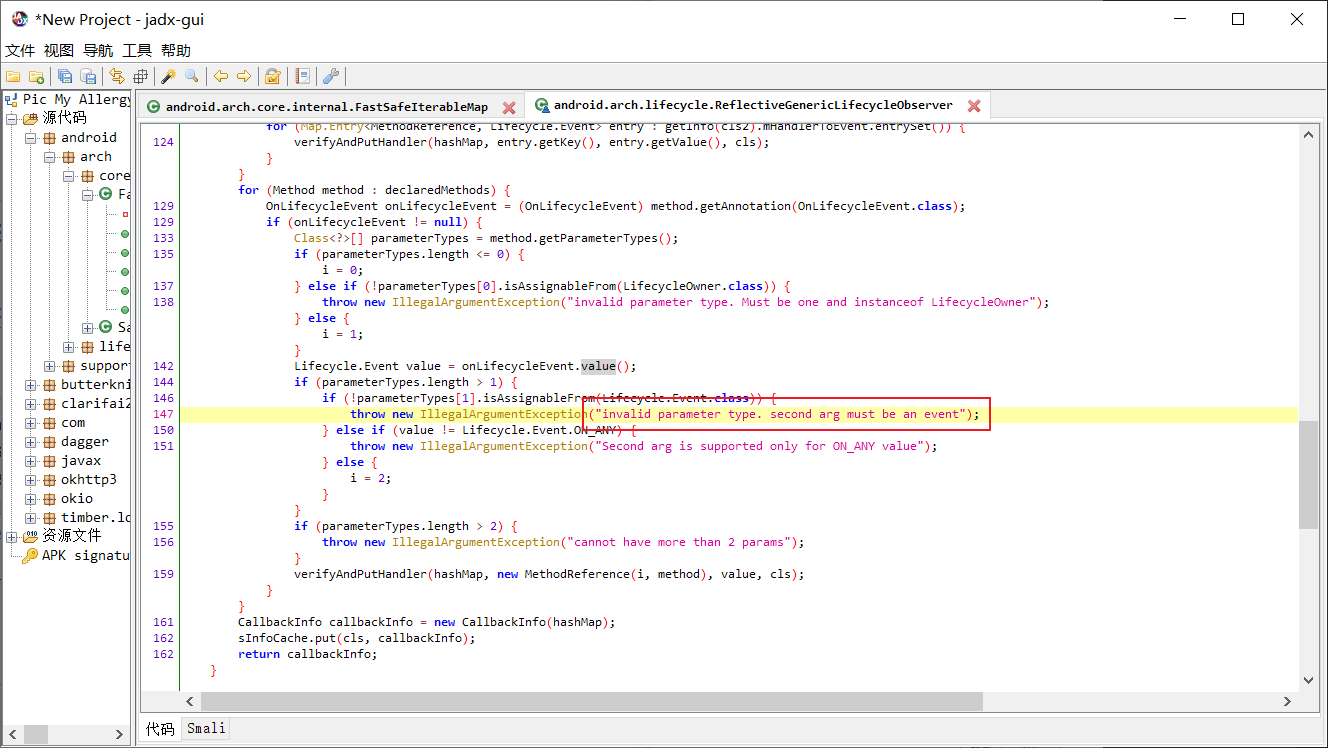 *New Project - jadx-gui
文件 视图 导航 工具 帮助
Pic My Allergy
源代码
android
arch
core
Fa
Sa
life
suppor
butterkni
clarifai2
com
dagger
javax
okhttp3
okio
timber.lo
资源文件
APK signatu
android.arch.core.internal.FastSafeIterableMap
android.arch.lifecycle.ReflectiveGenericLifecycleObserver
for (Map.Entry<MethodReference, Lifecycle.Event> entry : getInfo(cls2).mHandlerToEvent.entrySet()) {
124 verifyAndPutHandler(hashMap, entry.getKey(), entry.getValue(), cls);
}
}
for (Method method : declaredMethods) {
129 OnLifecycleEvent onLifecycleEvent = (OnLifecycleEvent) method.getAnnotation(OnLifecycleEvent.class);
129 if (onLifecycleEvent != null) {
133 Class<?>[] parameterTypes = method.getParameterTypes();
135 if (parameterTypes.length <= 0) {
i = 0;
137 } else if (!parameterTypes[0].isAssignableFrom(LifecycleOwner.class)) {
138 throw new IllegalArgumentException("invalid parameter type. Must be one and instanceof LifecycleOwner");
} else {
i = 1;
}
142 Lifecycle.Event value = onLifecycleEvent.value();
144 if (parameterTypes.length > 1) {
146 if (!parameterTypes[1].isAssignableFrom(Lifecycle.Event.class)) {
147 throw new IllegalArgumentException("invalid parameter type. second arg must be an event");
150 } else if (value != Lifecycle.Event.ON_ANY) {
151 throw new IllegalArgumentException("Second arg is supported only for ON_ANY value");
} else {
i = 2;
}
}
155 if (parameterTypes.length > 2) {
156 throw new IllegalArgumentException("cannot have more than 2 params");
}
159 verifyAndPutHandler(hashMap, new MethodReference(i, method), value, cls);
}
}
161 CallbackInfo callbackInfo = new CallbackInfo(hashMap);
162 sInfoCache.put(cls, callbackInfo);
162 return callbackInfo;
}
代码 Smali